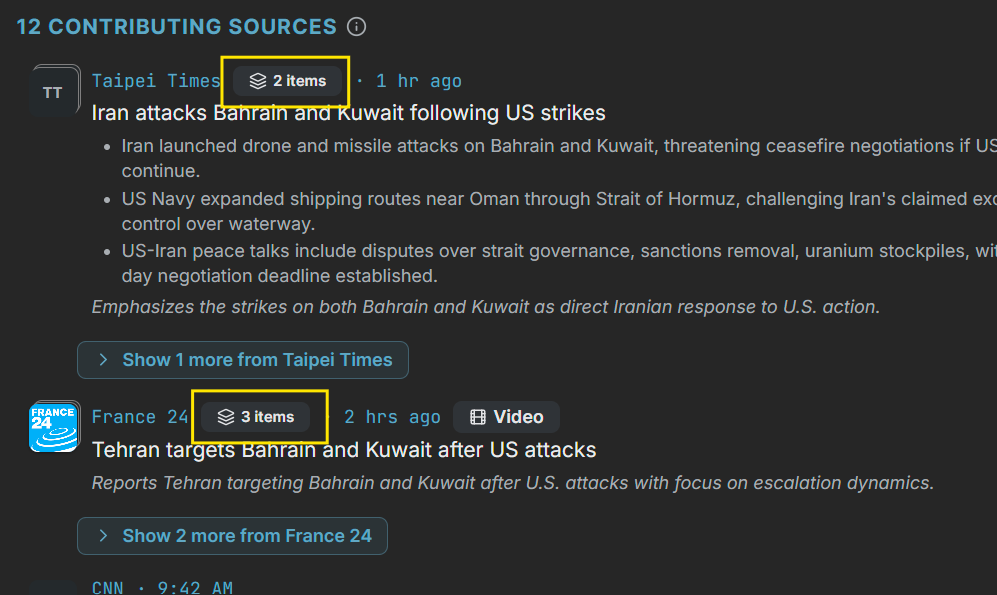 12 CONTRIBUTING SOURCES
TT
Taipei Times 2 items · 1 hr ago
Iran attacks Bahrain and Kuwait following US strikes
• Iran launched drone and missile attacks on Bahrain and Kuwait, threatening ceasefire negotiations if US
continue.
• US Navy expanded shipping routes near Oman through Strait of Hormuz, challenging Iran's claimed exc
control over waterway.
• US-Iran peace talks include disputes over strait governance, sanctions removal, uranium stockpiles, wit
day negotiation deadline established.
Emphasizes the strikes on both Bahrain and Kuwait as direct Iranian response to U.S. action.
Show 1 more from Taipei Times
FRANCE
24
France 24 3 items · 2 hrs ago Video
Tehran targets Bahrain and Kuwait after US attacks
Reports Tehran targeting Bahrain and Kuwait after U.S. attacks with focus on escalation dynamics.
Show 2 more from France 24
CNN · 9:42 AM